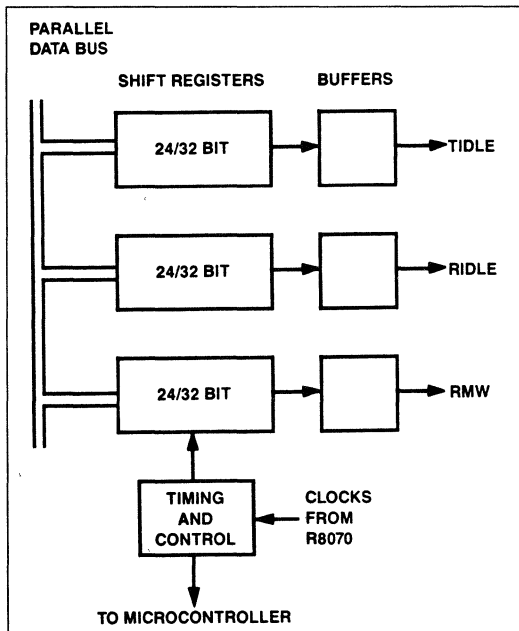 PARALLEL
DATA BUS
SHIFT REGISTERS
BUFFERS
24/32 BIT
TIDLE
24/32 BIT
RIDLE
24/32 BIT
RMW
TIMING
AND
CONTROL
CLOCKS
FROM
R8070
TO MICROCONTROLLER